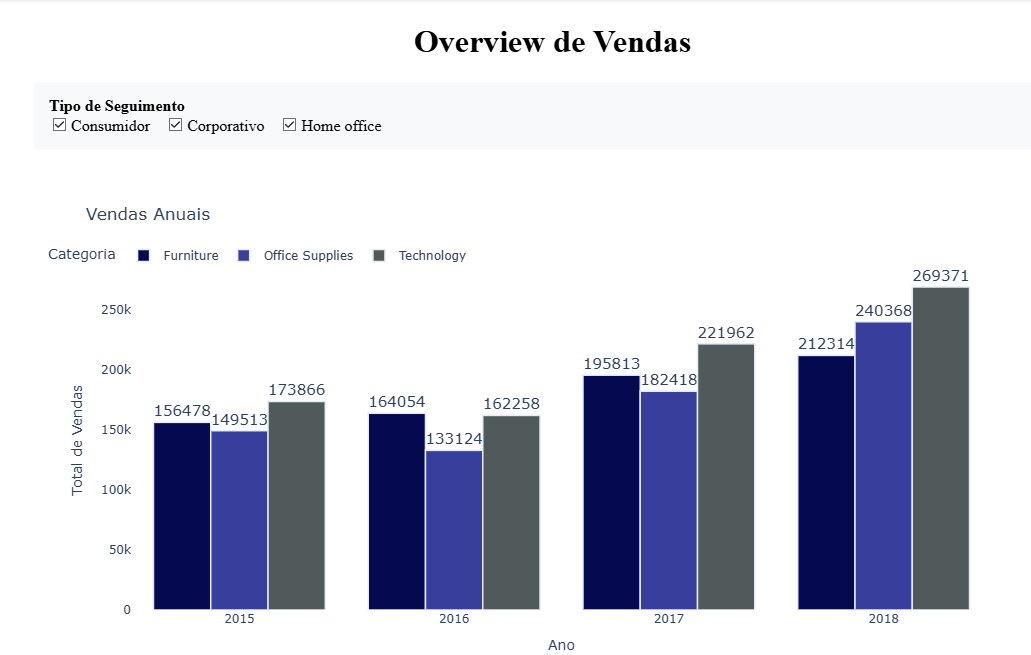 Overview de Vendas
Tipo de Seguimento
Consumidor Corporativo Home office
Vendas Anuais
Categoria Furniture Office Supplies Technology
269371
250k
240368
221962
212314
200k
195813
182418
173866
164054
162258
156478
149513
150k
133124
Total de Vendas
100k
50k
0
2015 2016 2017 2018
Ano